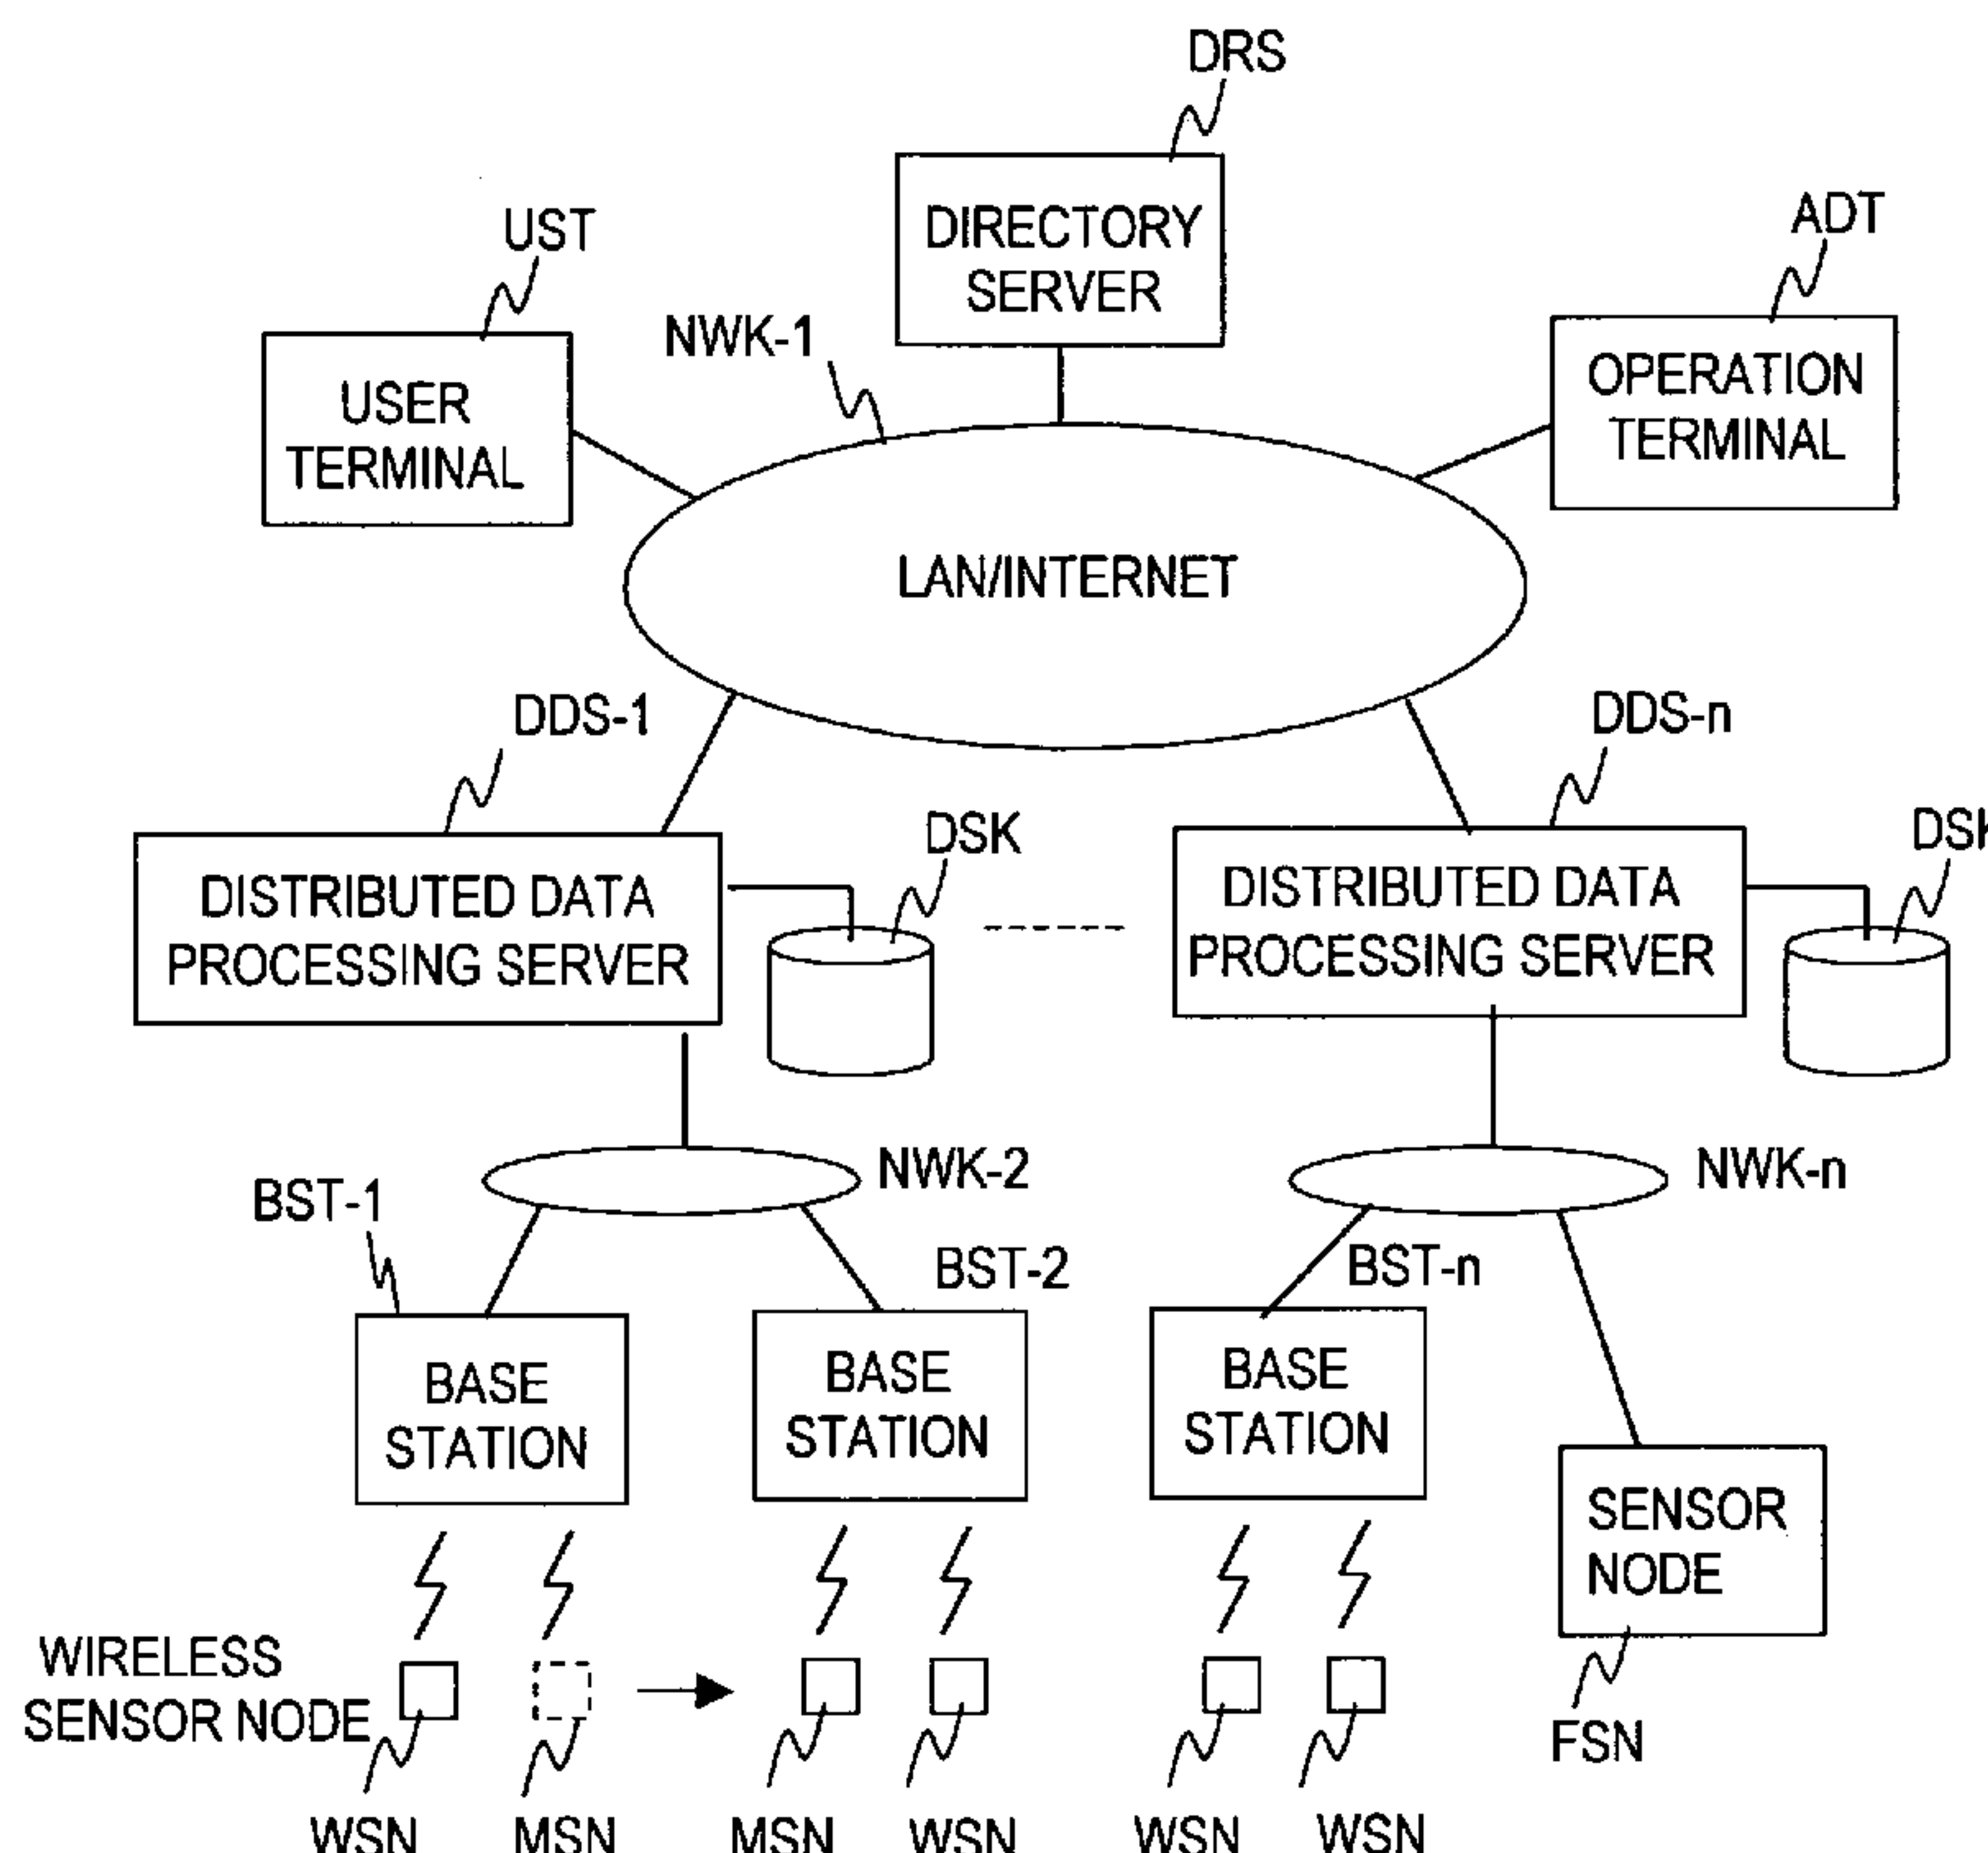 DRS
DIRECTORY
SERVER
UST
ADT
NWK-1
USER
TERMINAL
OPERATION
TERMINAL
LAN/INTERNET
DDS-1
DDS-n
DSK
DISTRIBUTED DATA
PROCESSING SERVER
DISTRIBUTED DATA
PROCESSING SERVER
DSK
NWK-2
NWK-n
BST-1
BST-2
BST-n
BASE
STATION
BASE
STATION
BASE
STATION
SENSOR
NODE
WIRELESS
SENSOR NODE
FSN
WSN
MSN
MSN
WSN
WSN
WSN